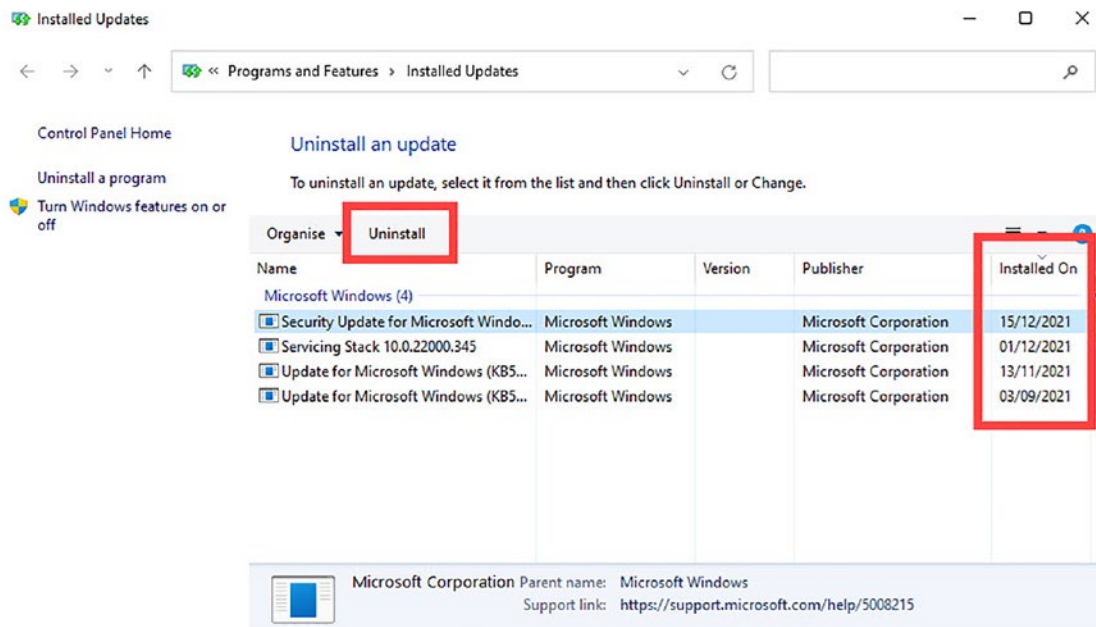 Installed Updates
« Programs and Features > Installed Updates
Control Panel Home
Uninstall a program
Turn Windows features on or
off
Uninstall an update
To uninstall an update, select it from the list and then click Uninstall or Change.
Organise Uninstall
Name Program Version Publisher Installed On
Microsoft Windows (4)
Security Update for Microsoft Windo... Microsoft Windows Microsoft Corporation 15/12/2021
Servicing Stack 10.0.22000.345 Microsoft Windows Microsoft Corporation 01/12/2021
Update for Microsoft Windows (KB5... Microsoft Windows Microsoft Corporation 13/11/2021
Update for Microsoft Windows (KB5... Microsoft Windows Microsoft Corporation 03/09/2021
Microsoft Corporation Parent name: Microsoft Windows
Support link: https://support.microsoft.com/help/5008215